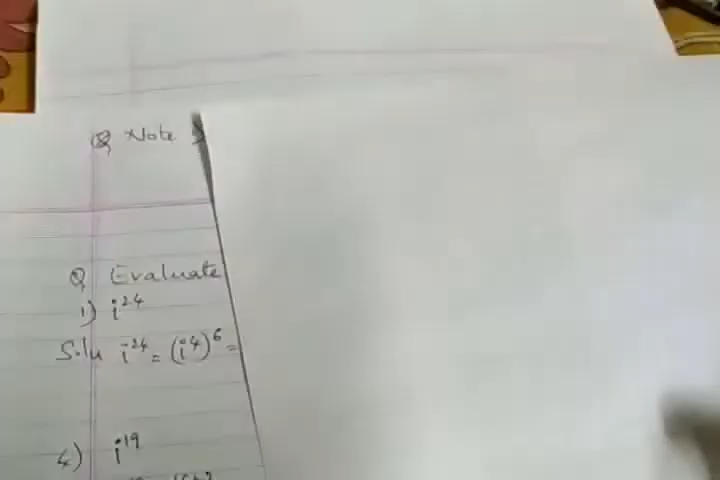 Q Note
Q Evaluate
1) i²⁴
Solu i²⁴ = (i⁴)⁶ =
4) i¹⁹